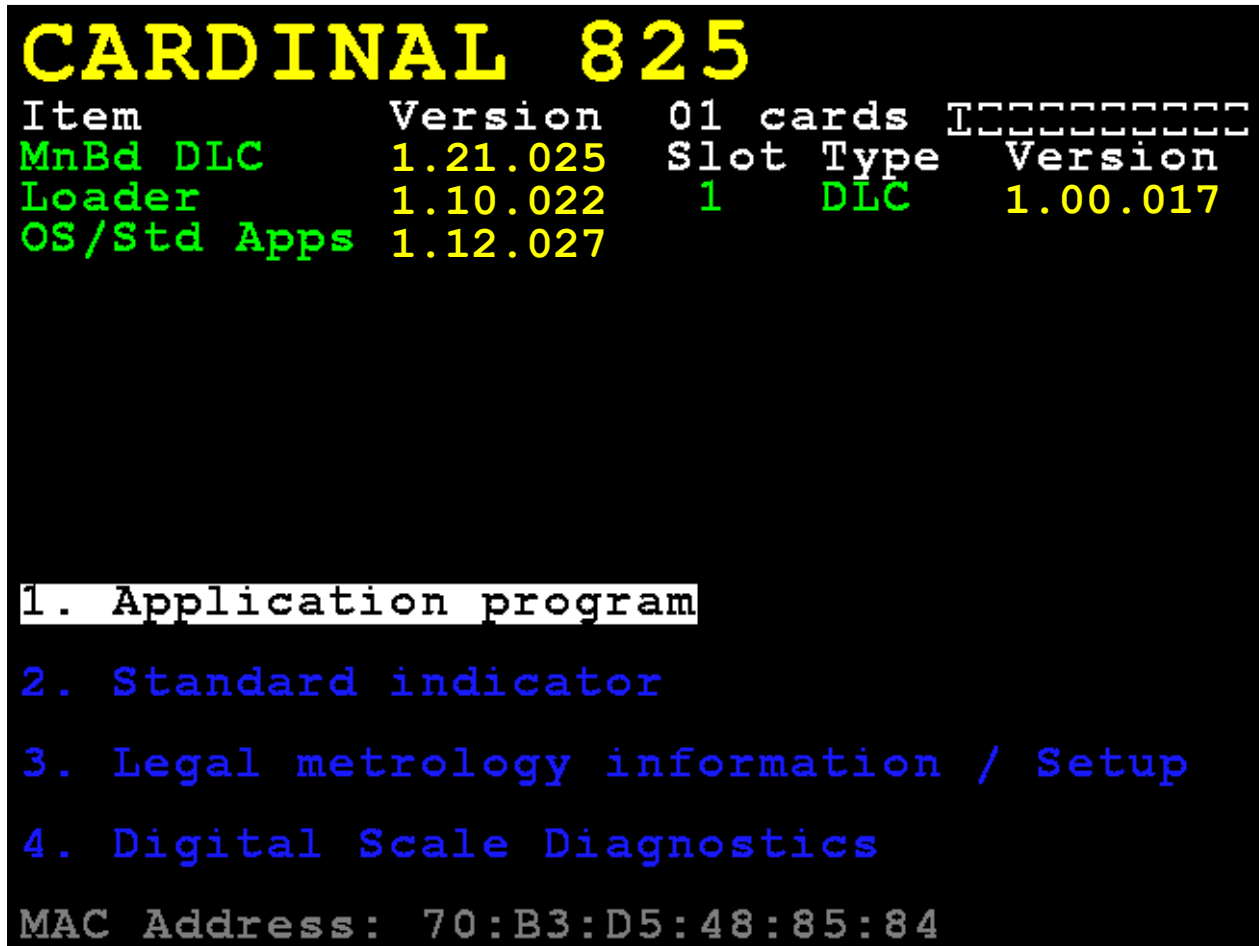 CARDINAL 825
Item Version 01 cards
MnBd DLC 1.21.025 Slot Type Version
Loader 1.10.022 1 DLC 1.00.017
OS/Std Apps 1.12.027
1. Application program
2. Standard indicator
3. Legal metrology information / Setup
4. Digital Scale Diagnostics
MAC Address: 70:B3:D5:48:85:84